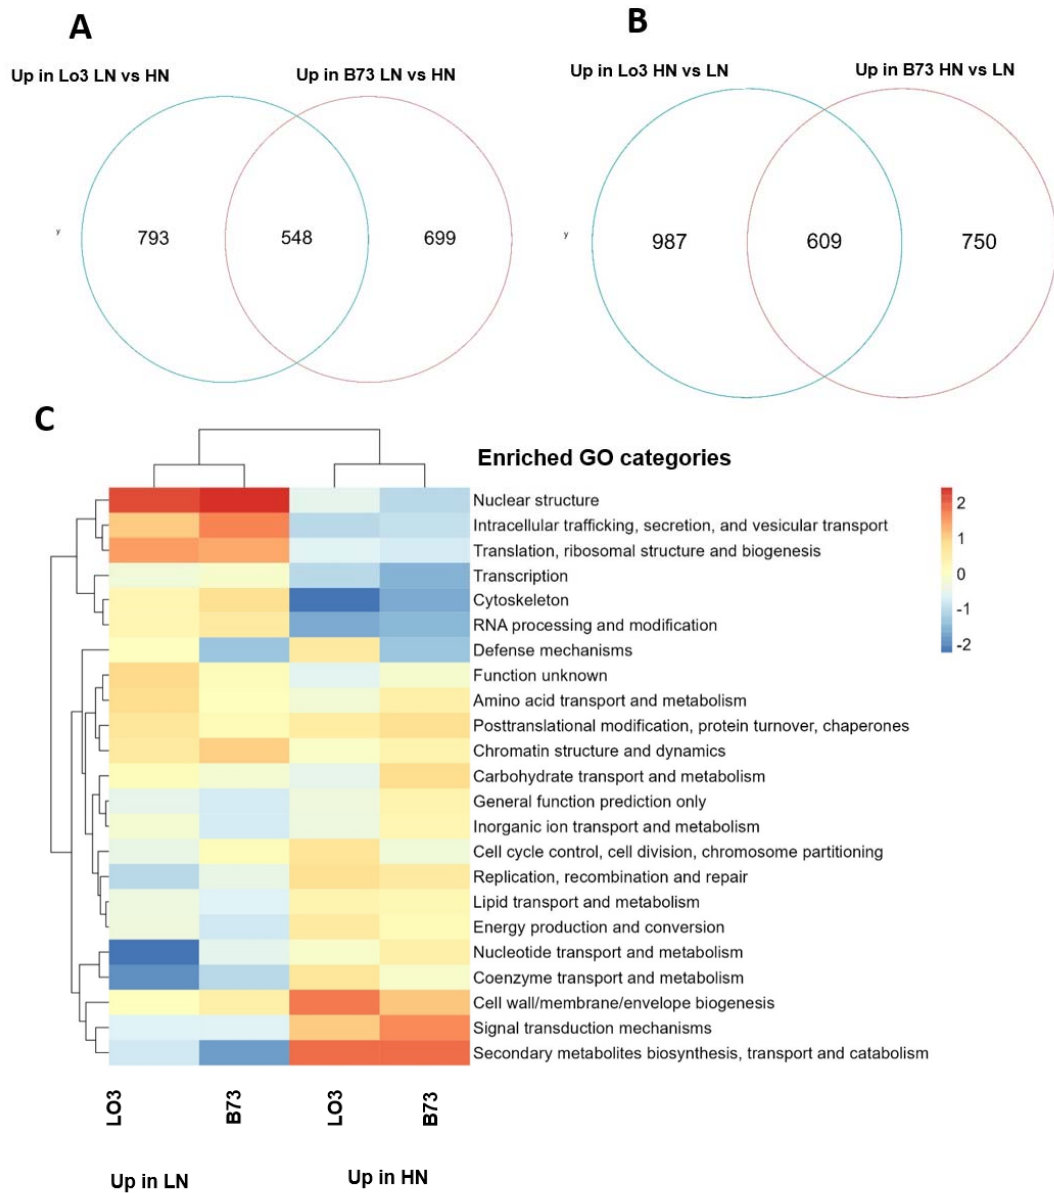 A
B
Up in Lo3 LN vs HN
Up in B73 LN vs HN
Up in Lo3 HN vs LN
Up in B73 HN vs LN
y
793
548
699
y
987
609
750
C
Enriched GO categories
Nuclear structure
Intracellular trafficking, secretion, and vesicular transport
Translation, ribosomal structure and biogenesis
Transcription
Cytoskeleton
RNA processing and modification
Defense mechanisms
Function unknown
Amino acid transport and metabolism
Posttranslational modification, protein turnover, chaperones
Chromatin structure and dynamics
Carbohydrate transport and metabolism
General function prediction only
Inorganic ion transport and metabolism
Cell cycle control, cell division, chromosome partitioning
Replication, recombination and repair
Lipid transport and metabolism
Energy production and conversion
Nucleotide transport and metabolism
Coenzyme transport and metabolism
Cell wall/membrane/envelope biogenesis
Signal transduction mechanisms
Secondary metabolites biosynthesis, transport and catabolism
2
1
0
-1
-2
LO3
B73
LO3
B73
Up in LN
Up in HN